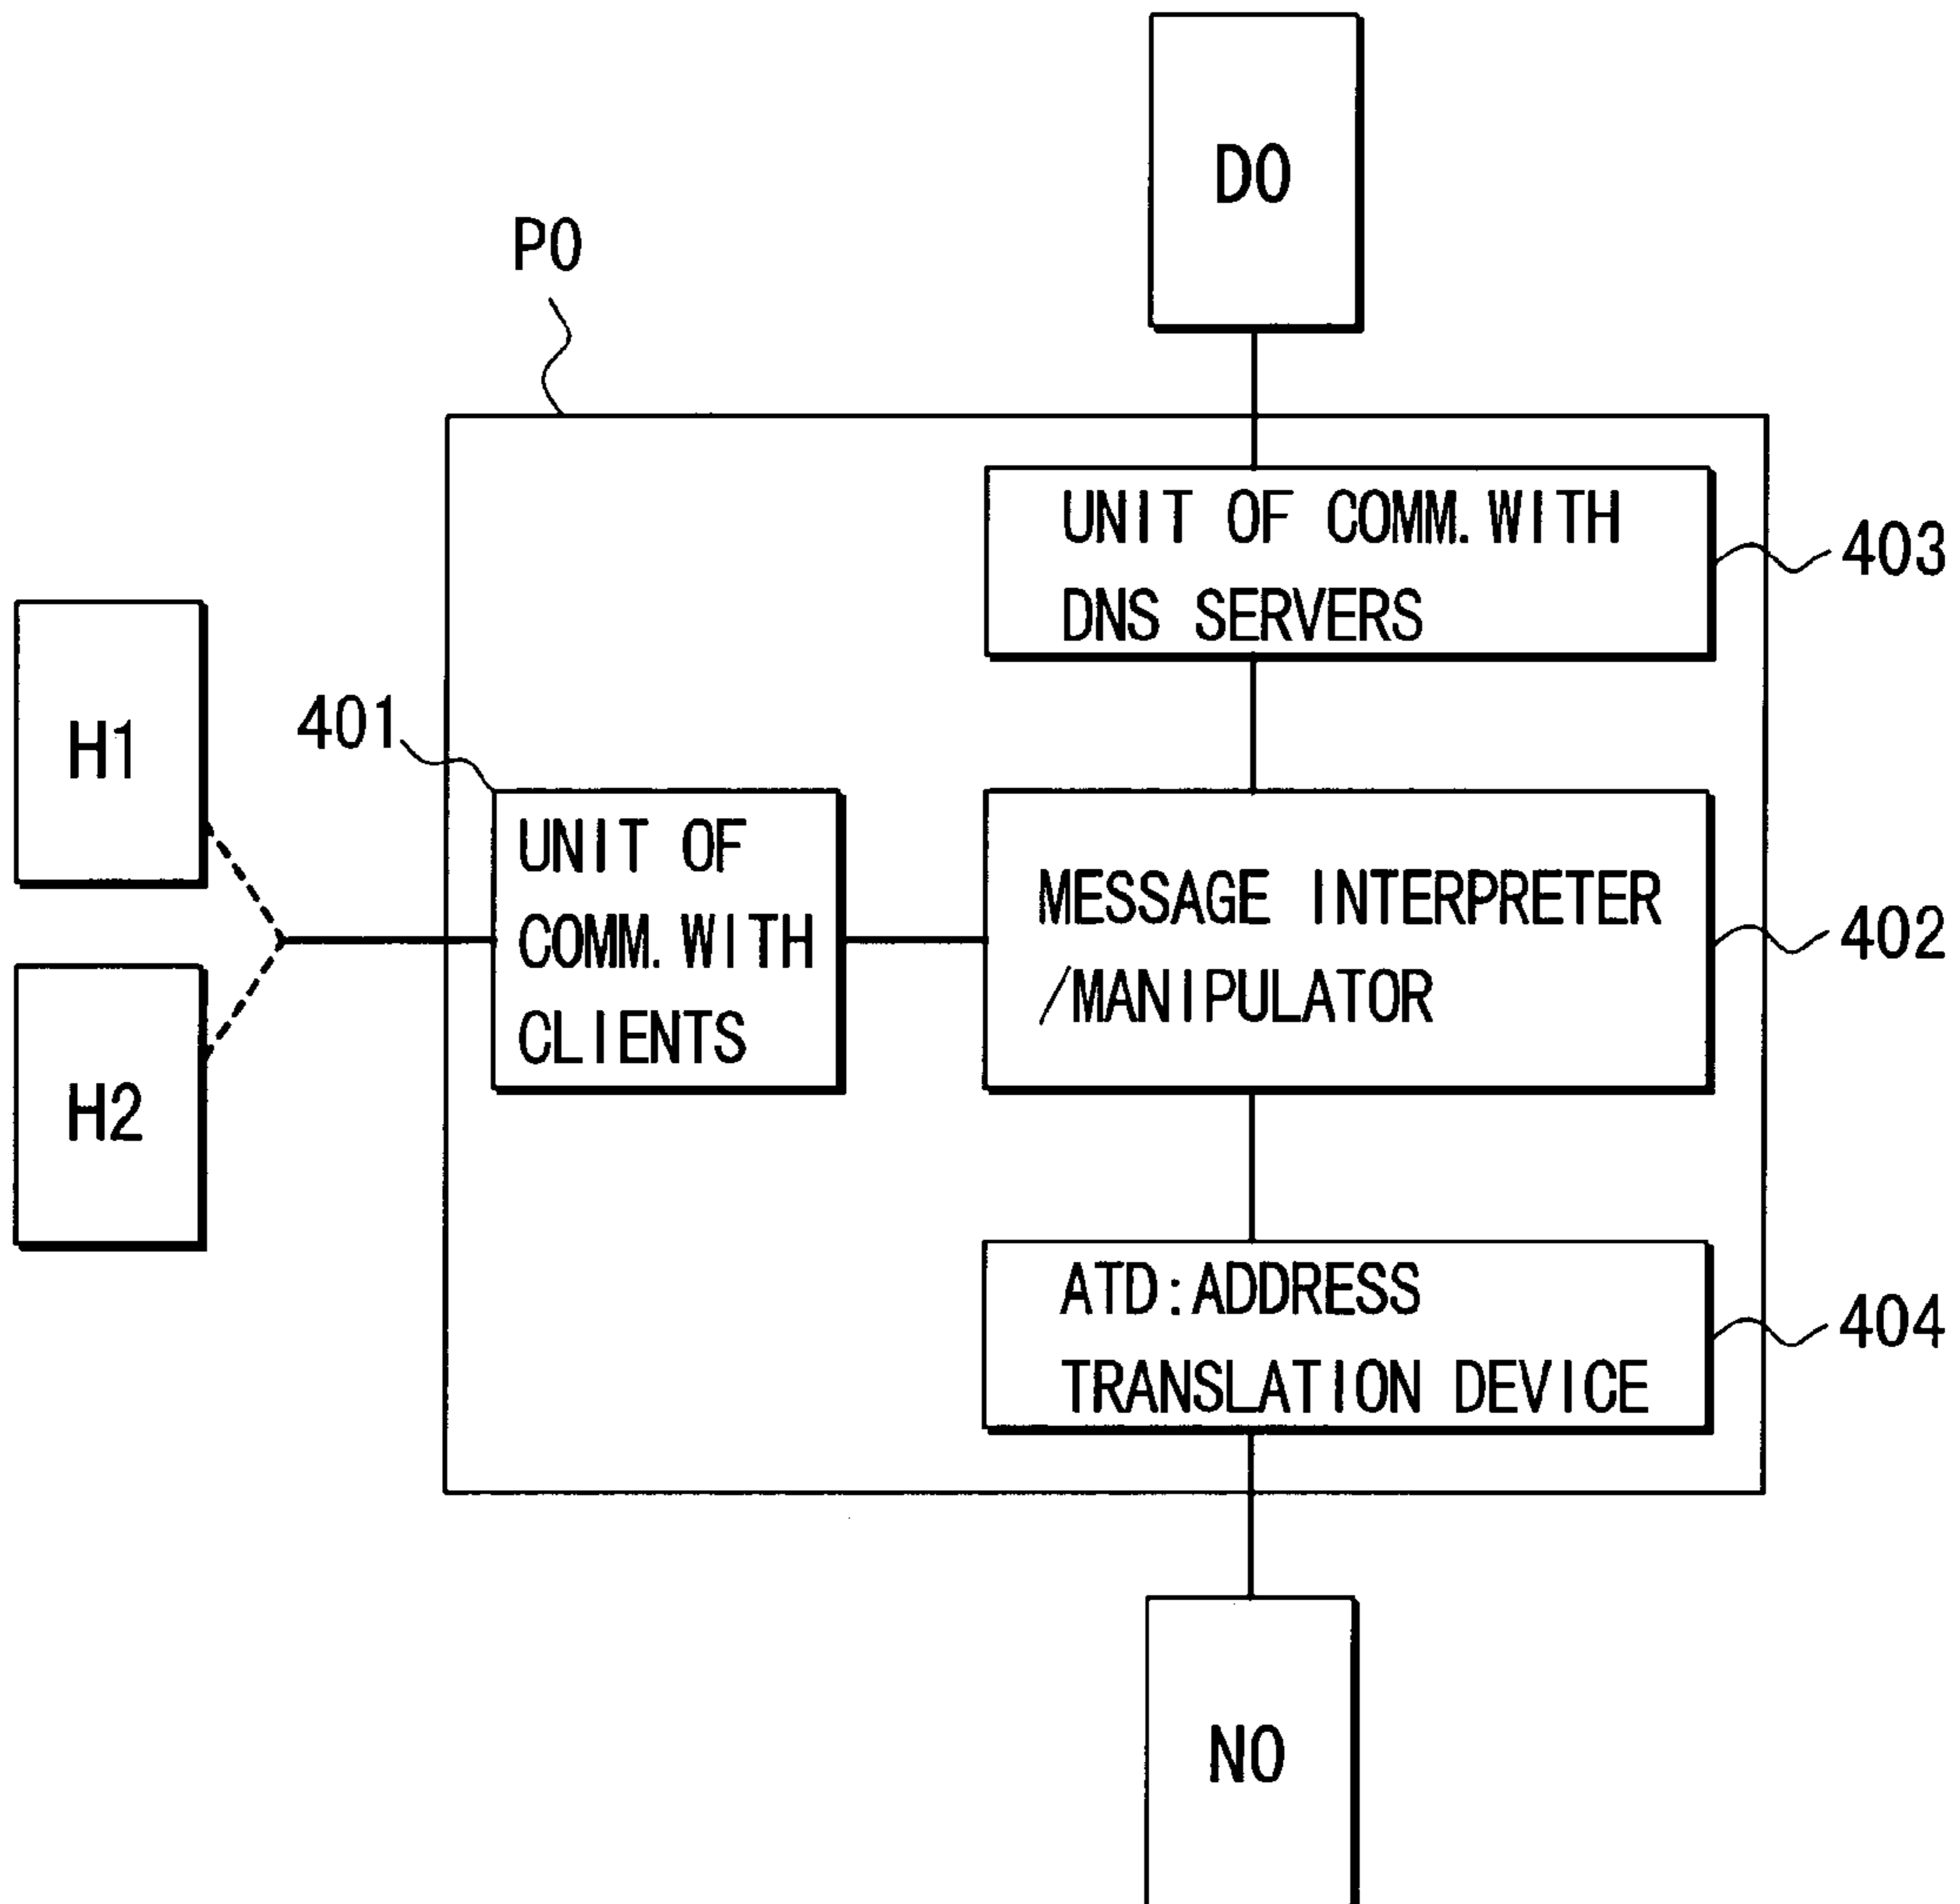 D0
P0
UNIT OF COMM. WITH
DNS SERVERS
403
H1
401
UNIT OF
COMM. WITH
CLIENTS
MESSAGE INTERPRETER
/MANIPULATOR
402
H2
ATD:ADDRESS
TRANSLATION DEVICE
404
N0